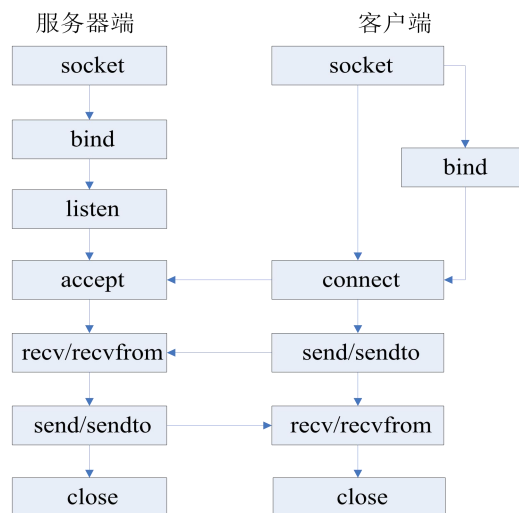 服务器端
客户端
socket
socket
bind
bind
listen
accept
connect
recv/recvfrom
send/sendto
send/sendto
recv/recvfrom
close
close